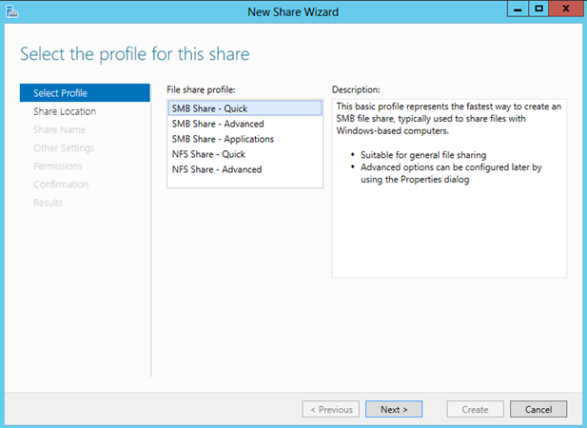 New Share Wizard
Select the profile for this share
Select Profile
Share Location
Share Name
Other Settings
Permissions
Confirmation
Results
File share profile:
SMB Share - Quick
SMB Share - Advanced
SMB Share - Applications
NFS Share - Quick
NFS Share - Advanced
Description:
This basic profile represents the fastest way to create an
SMB file share, typically used to share files with
Windows-based computers.
• Suitable for general file sharing
• Advanced options can be configured later by
using the Properties dialog
< Previous
Next >
Create
Cancel